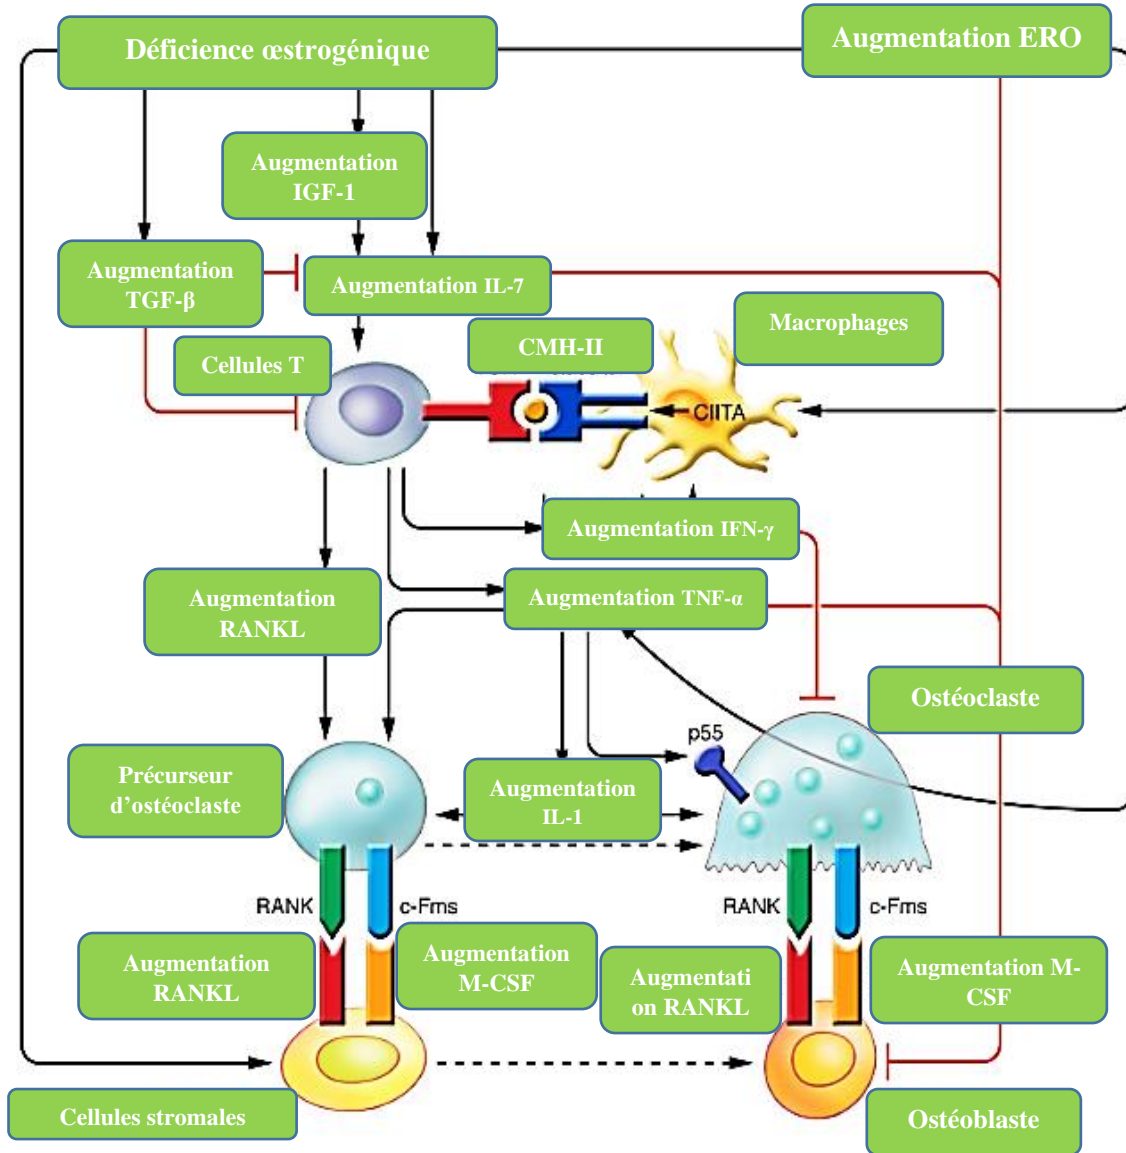 Déficience œstrogénique
Augmentation ERO
Augmentation
IGF-1
Augmentation
TGF-β
Augmentation IL-7
Macrophages
CMH-II
Cellules T
CIITA
Augmentation IFN-γ
Augmentation
RANKL
Augmentation TNF-α
Ostéoclaste
p55
Précurseur
d’ostéoclaste
Augmentation
IL-1
RANK
c-Fms
RANK
c-Fms
Augmentation
RANKL
Augmentation
M-CSF
Augmentati
on RANKL
Augmentation M-
CSF
Cellules stromales
Ostéoblaste